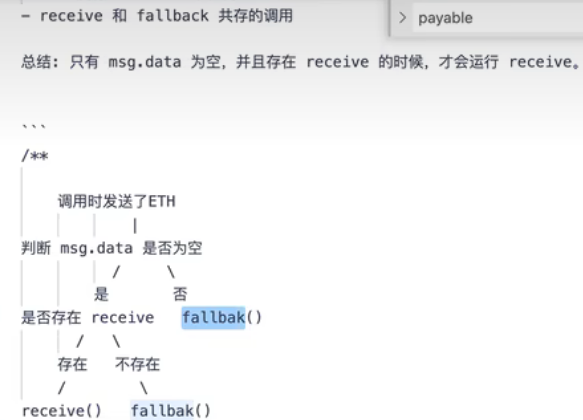 - receive 和 fallback 共存的调用
> payable
总结: 只有 msg.data 为空，并且存在 receive 的时候，才会运行 receive。
```
/**
调用时发送了ETH
|
判断 msg.data 是否为空
/ \
是 否
是否存在 receive fallbak()
/ \
存在 不存在
/ \
receive() fallbak()